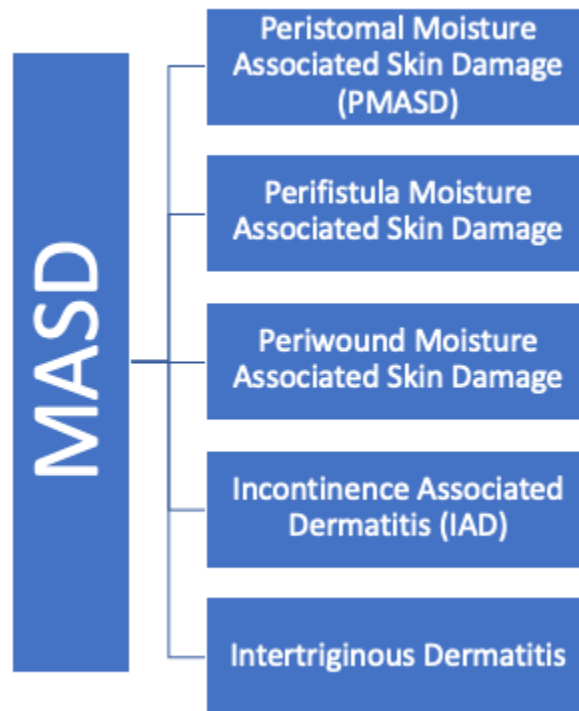 MASD
Peristomal Moisture
Associated Skin Damage
(PMASD)
Perifistula Moisture
Associated Skin Damage
Periwound Moisture
Associated Skin Damage
Incontinence Associated
Dermatitis (IAD)
Intertriginous Dermatitis